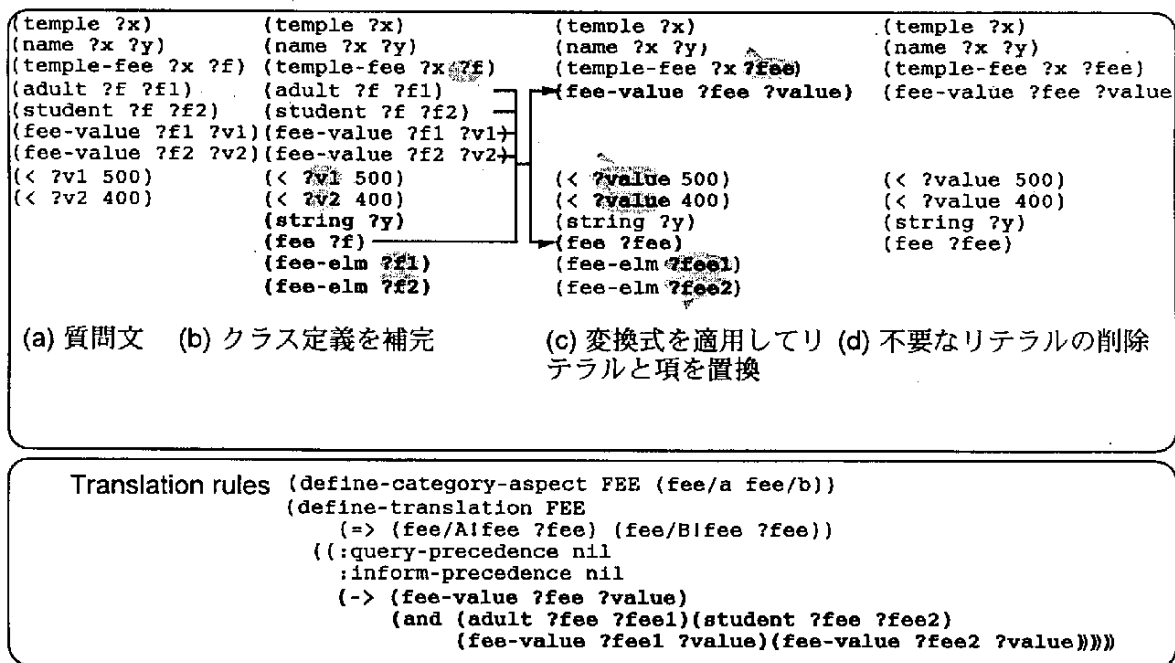 (temple ?x)
(name ?x ?y)
(temple-fee ?x ?f)
(adult ?f ?f1)
(student ?f ?f2)
(fee-value ?f1 ?v1)
(fee-value ?f2 ?v2)
(< ?v1 500)
(< ?v2 400)
(a) 質問文
(temple ?x)
(name ?x ?y)
(temple-fee ?x ?f)
(adult ?f ?f1)
(student ?f ?f2)
(fee-value ?f1 ?v1)
(fee-value ?f2 ?v2)
(< ?v1 500)
(< ?v2 400)
(string ?y)
(fee ?f)
(fee-elm ?f1)
(fee-elm ?f2)
(b) クラス定義を補完
(temple ?x)
(name ?x ?y)
(temple-fee ?x ?fee)
(fee-value ?fee ?value)
(< ?value 500)
(< ?value 400)
(string ?y)
(fee ?fee)
(fee-elm ?fee1)
(fee-elm ?fee2)
(c) 変換式を適用してリ
テラルと項を置換
(temple ?x)
(name ?x ?y)
(temple-fee ?x ?fee)
(fee-value ?fee ?value
(< ?value 500)
(< ?value 400)
(string ?y)
(fee ?fee)
(d) 不要なリテラルの削除
Translation rules (define-category-aspect FEE (fee/a fee/b))
(define-translation FEE
(=> (fee/A!fee ?fee) (fee/B!fee ?fee))
((:query-precedence nil
:inform-precedence nil
(-> (fee-value ?fee ?value)
(and (adult ?fee ?fee1)(student ?fee ?fee2)
(fee-value ?fee1 ?value)(fee-value ?fee2 ?value)))))